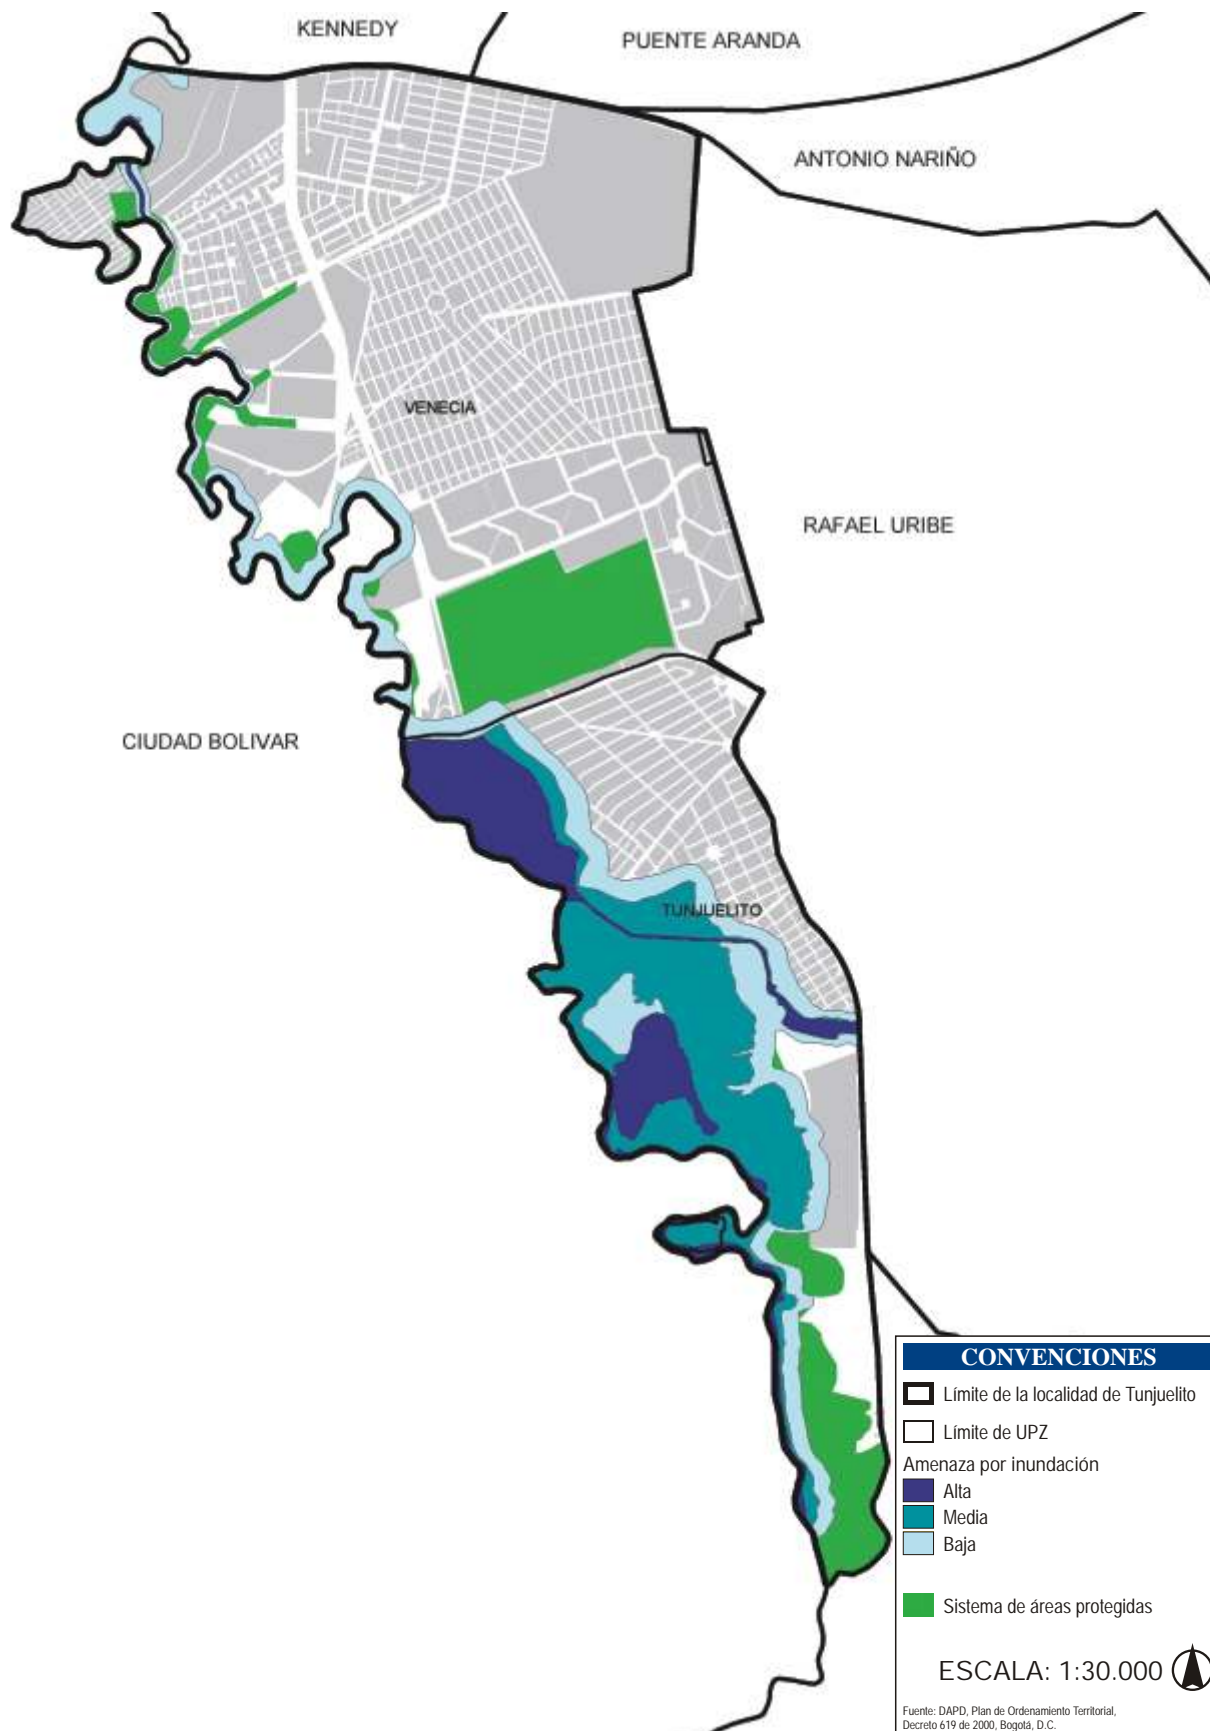 KENNEDY
PUENTE ARANDA
ANTONIO NARIÑO
VENECIA
RAFAEL URIBE
CIUDAD BOLIVAR
TUNJUELITO
CONVENCIONES
Límite de la localidad de Tunjuelito
Límite de UPZ
Amenaza por inundación
Alta
Media
Baja
Sistema de áreas protegidas
ESCALA: 1:30.000
Fuente: DAPD, Plan de Ordenamiento Territorial,
Decreto 619 de 2000, Bogotá, D.C.